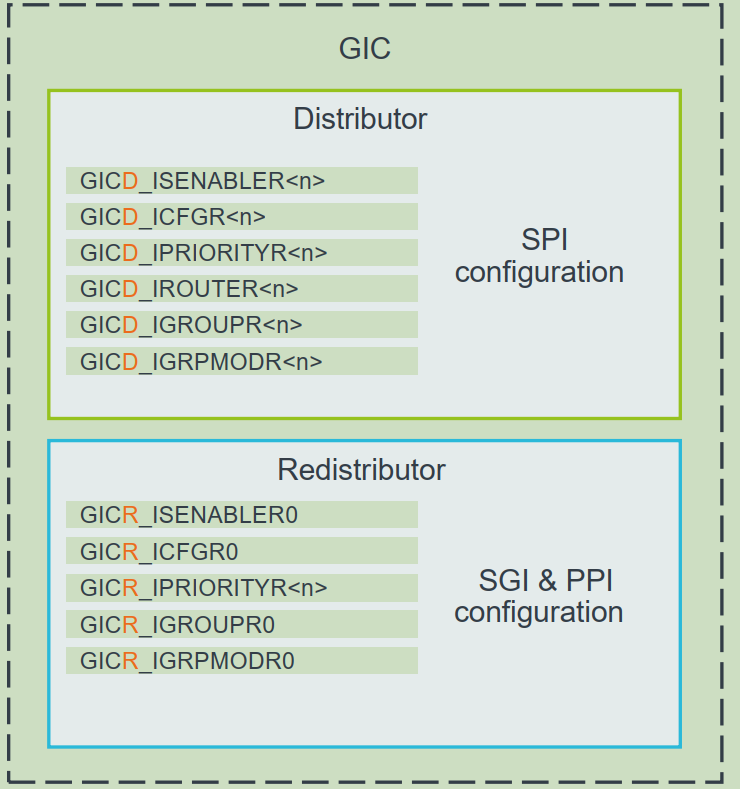 GIC
Distributor
GICD_ISENABLER<n>
GICD_ICFGR<n>
GICD_IPRIORITYR<n>
GICD_IROUTER<n>
GICD_IGROUPR<n>
GICD_IGRPMODR<n>
SPI
configuration
Redistributor
GICR_ISENABLER0
GICR_ICFGR0
GICR_IPRIORITYR<n>
GICR_IGROUPR0
GICR_IGRPMODR0
SGI & PPI
configuration